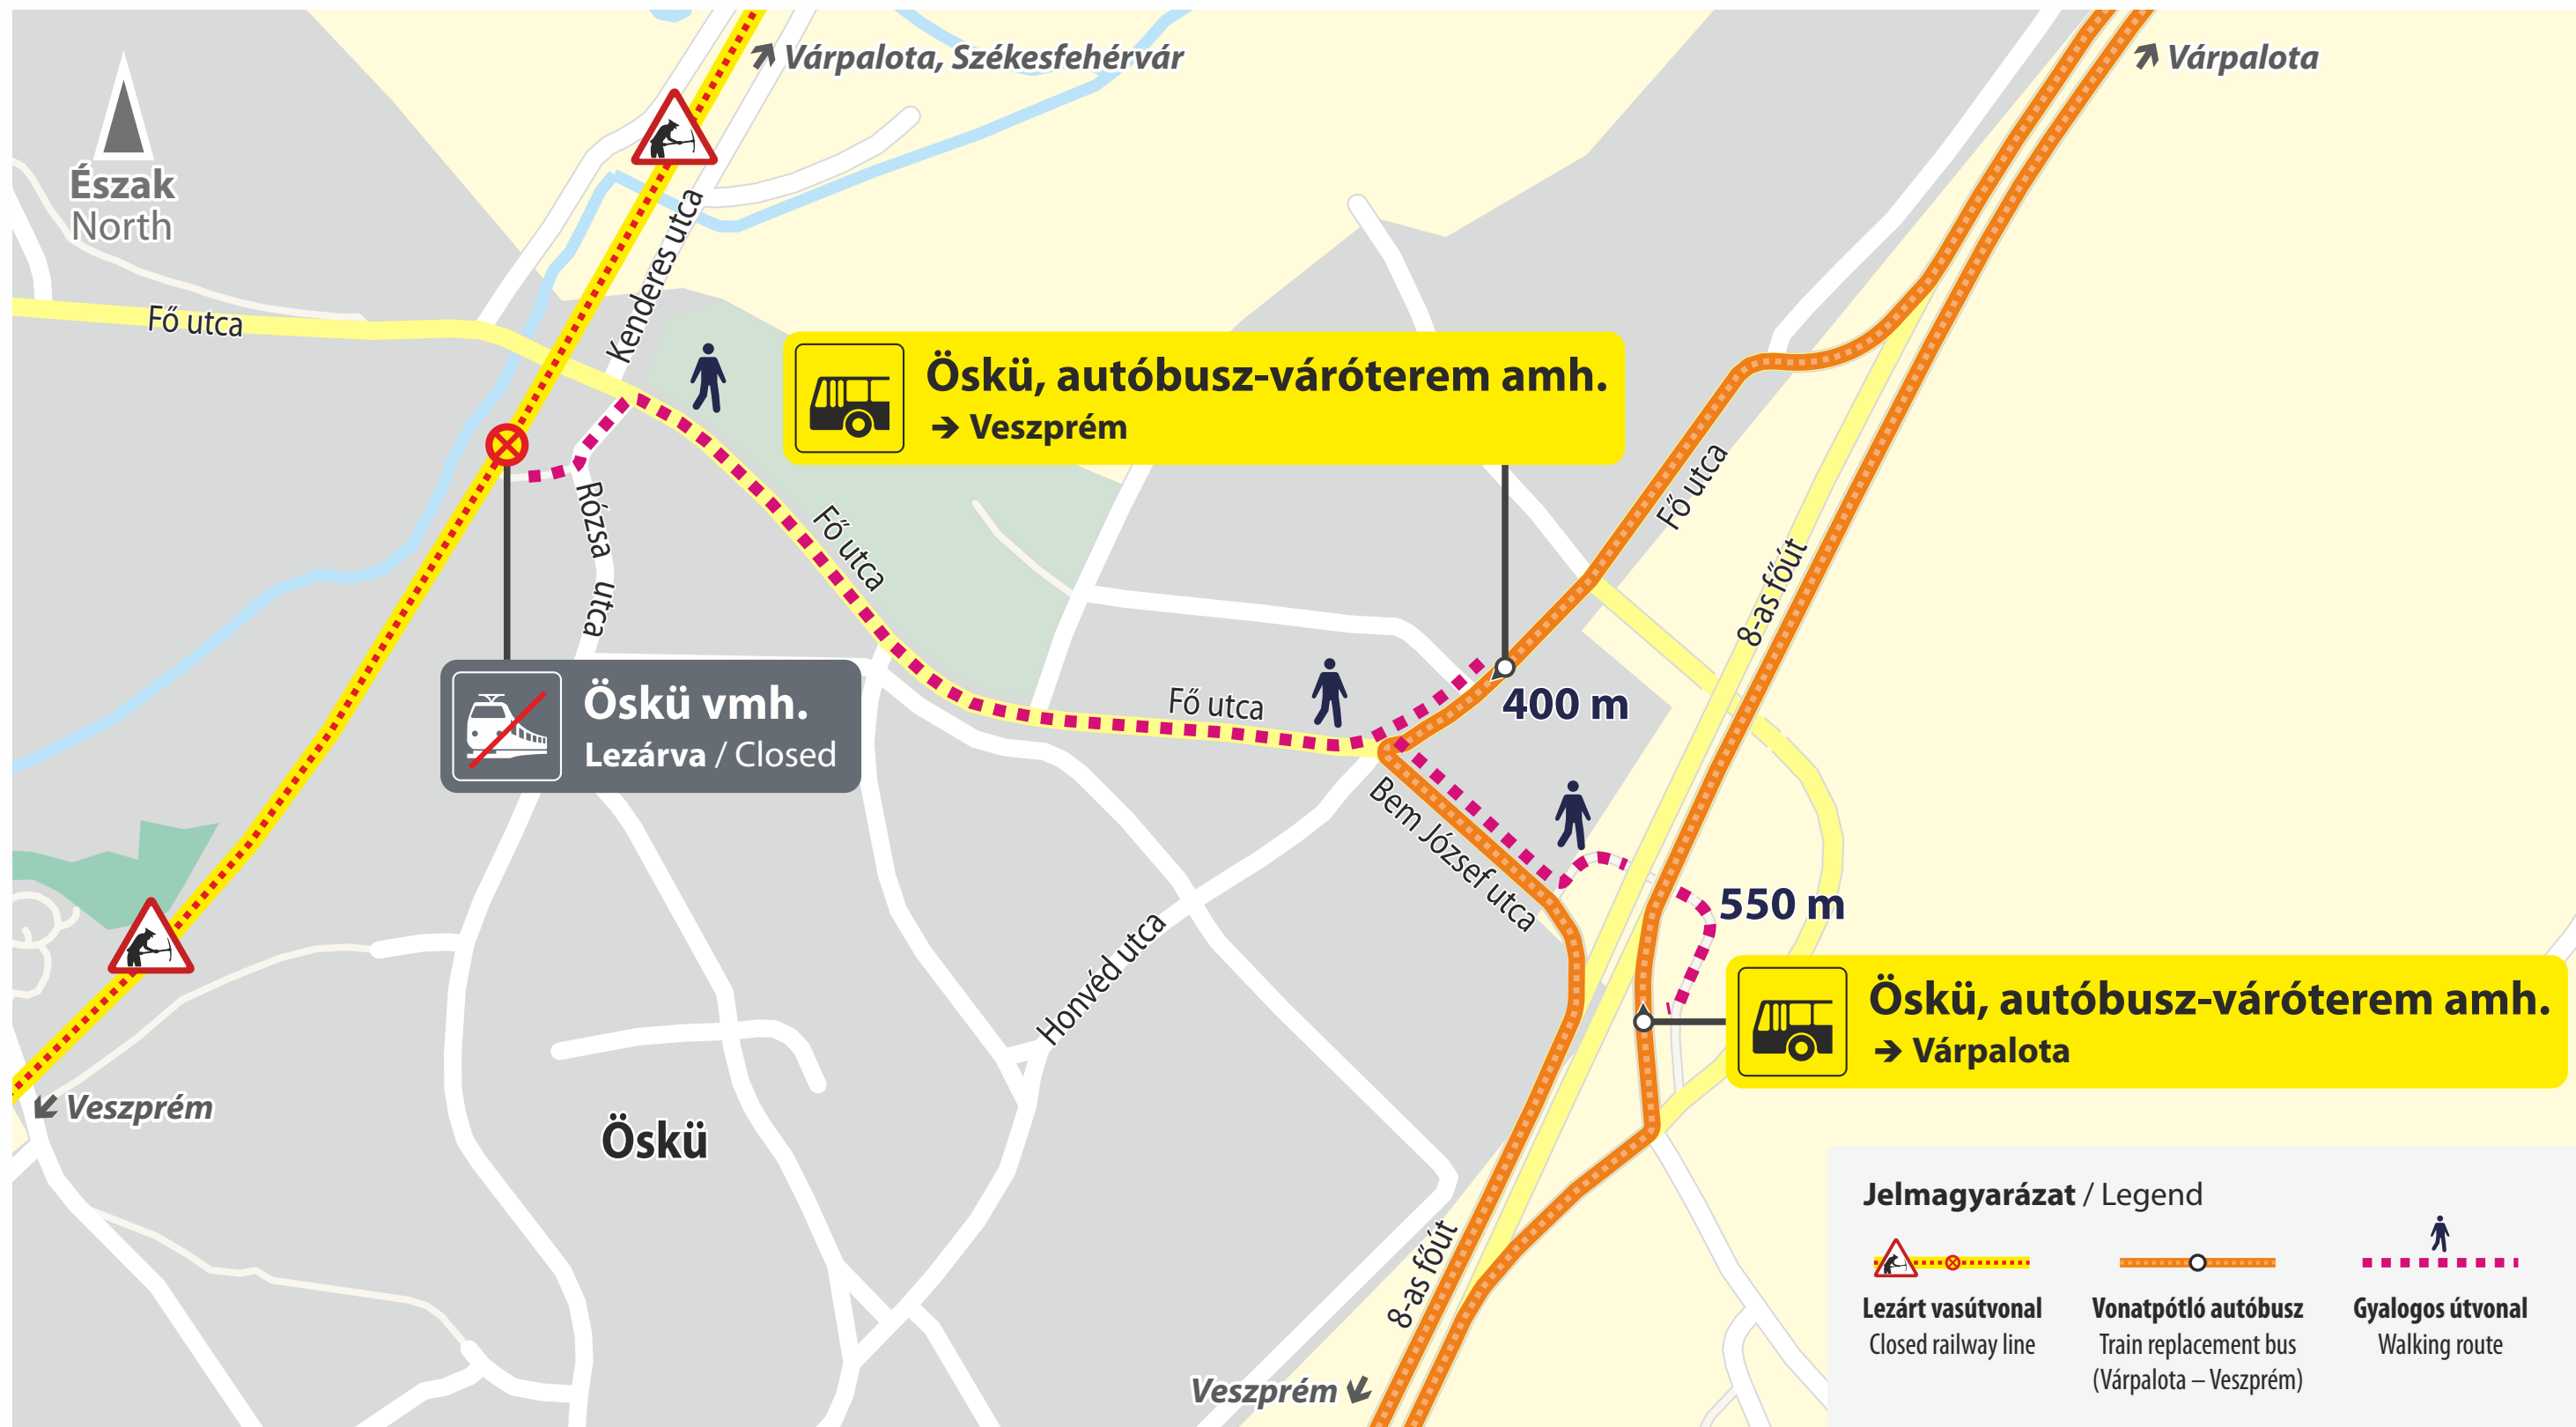 Várpalota, Székesfehérvár
Várpalota
Észak
North
Kenderes utca
Fő utca
Öskü, autóbusz-váróterem amh.
➔ Veszprém
Fő utca
Rózsa utca
Fő utca
8-as főút
Öskü vmh.
Lezárva / Closed
Fő utca
400 m
Bem József utca
550 m
Honvéd utca
Öskü, autóbusz-váróterem amh.
➔ Várpalota
Veszprém
Öskü
8-as főút
Veszprém
Jelmagyarázat / Legend
Lezárt vasútvonal
Closed railway line
Vonatpótló autóbusz
Train replacement bus
(Várpalota – Veszprém)
Gyalogos útvonal
Walking route